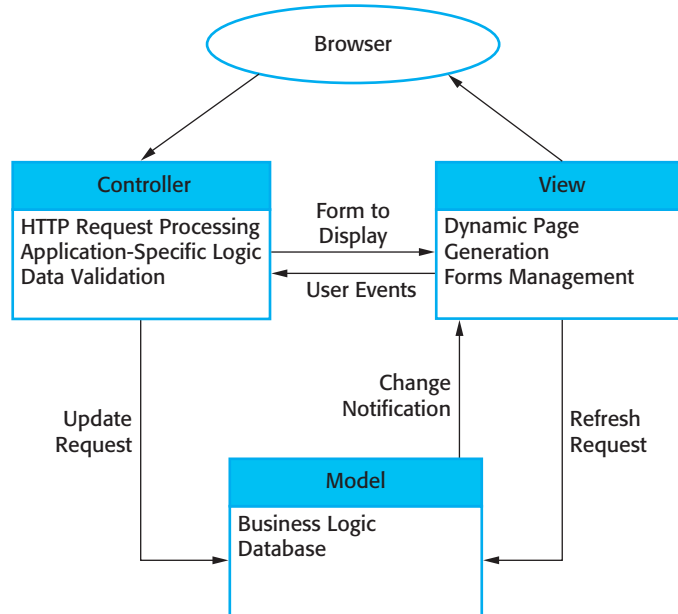 Browser
Controller
HTTP Request Processing
Application-Specific Logic
Data Validation
Form to
Display
User Events
View
Dynamic Page
Generation
Forms Management
Update
Request
Change
Notification
Refresh
Request
Model
Business Logic
Database